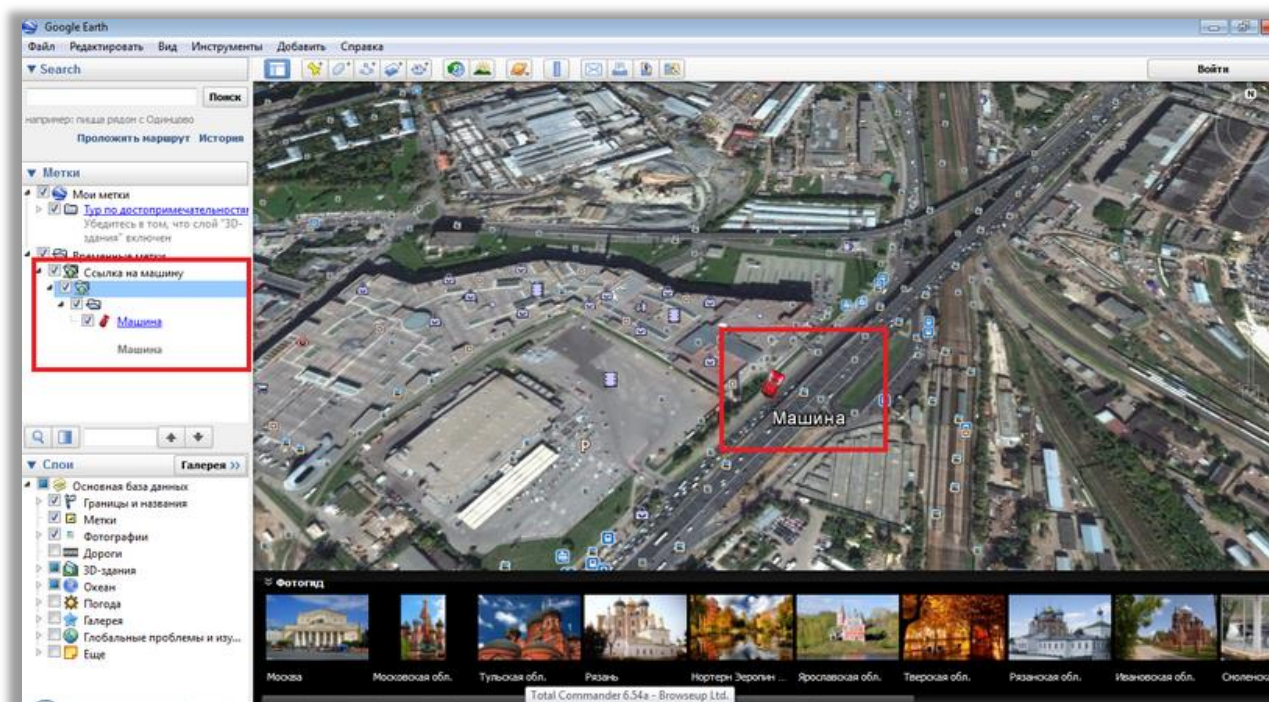 Google Earth
Файл Редактировать Вид Инструменты Добавить Справка
Search
Войти
Поиск
например: пицца рядом с Одинцово
Проложить маршрут История
Метки
Мои метки
Тур по достопримечательностям
Убедитесь в том, что слой "3D-
здания" включен
Временные метки
Ссылка на машину
Машина
Машина
Машина
P
N
Слои
Галерея >>
Основная база данных
Границы и названия
Метки
Фотографии
Дороги
3D-здания
Океан
Погода
Галерея
Глобальные проблемы и изу...
Еще
Фотогид
Москва
Московская обл.
Тульская обл.
Рязань
Нортерн Эеропин ...
Ярославская обл.
Тверская обл.
Рязанская обл.
Ивановская обл.
Смоленска
Total Commander 6.54a - Browseup Ltd.